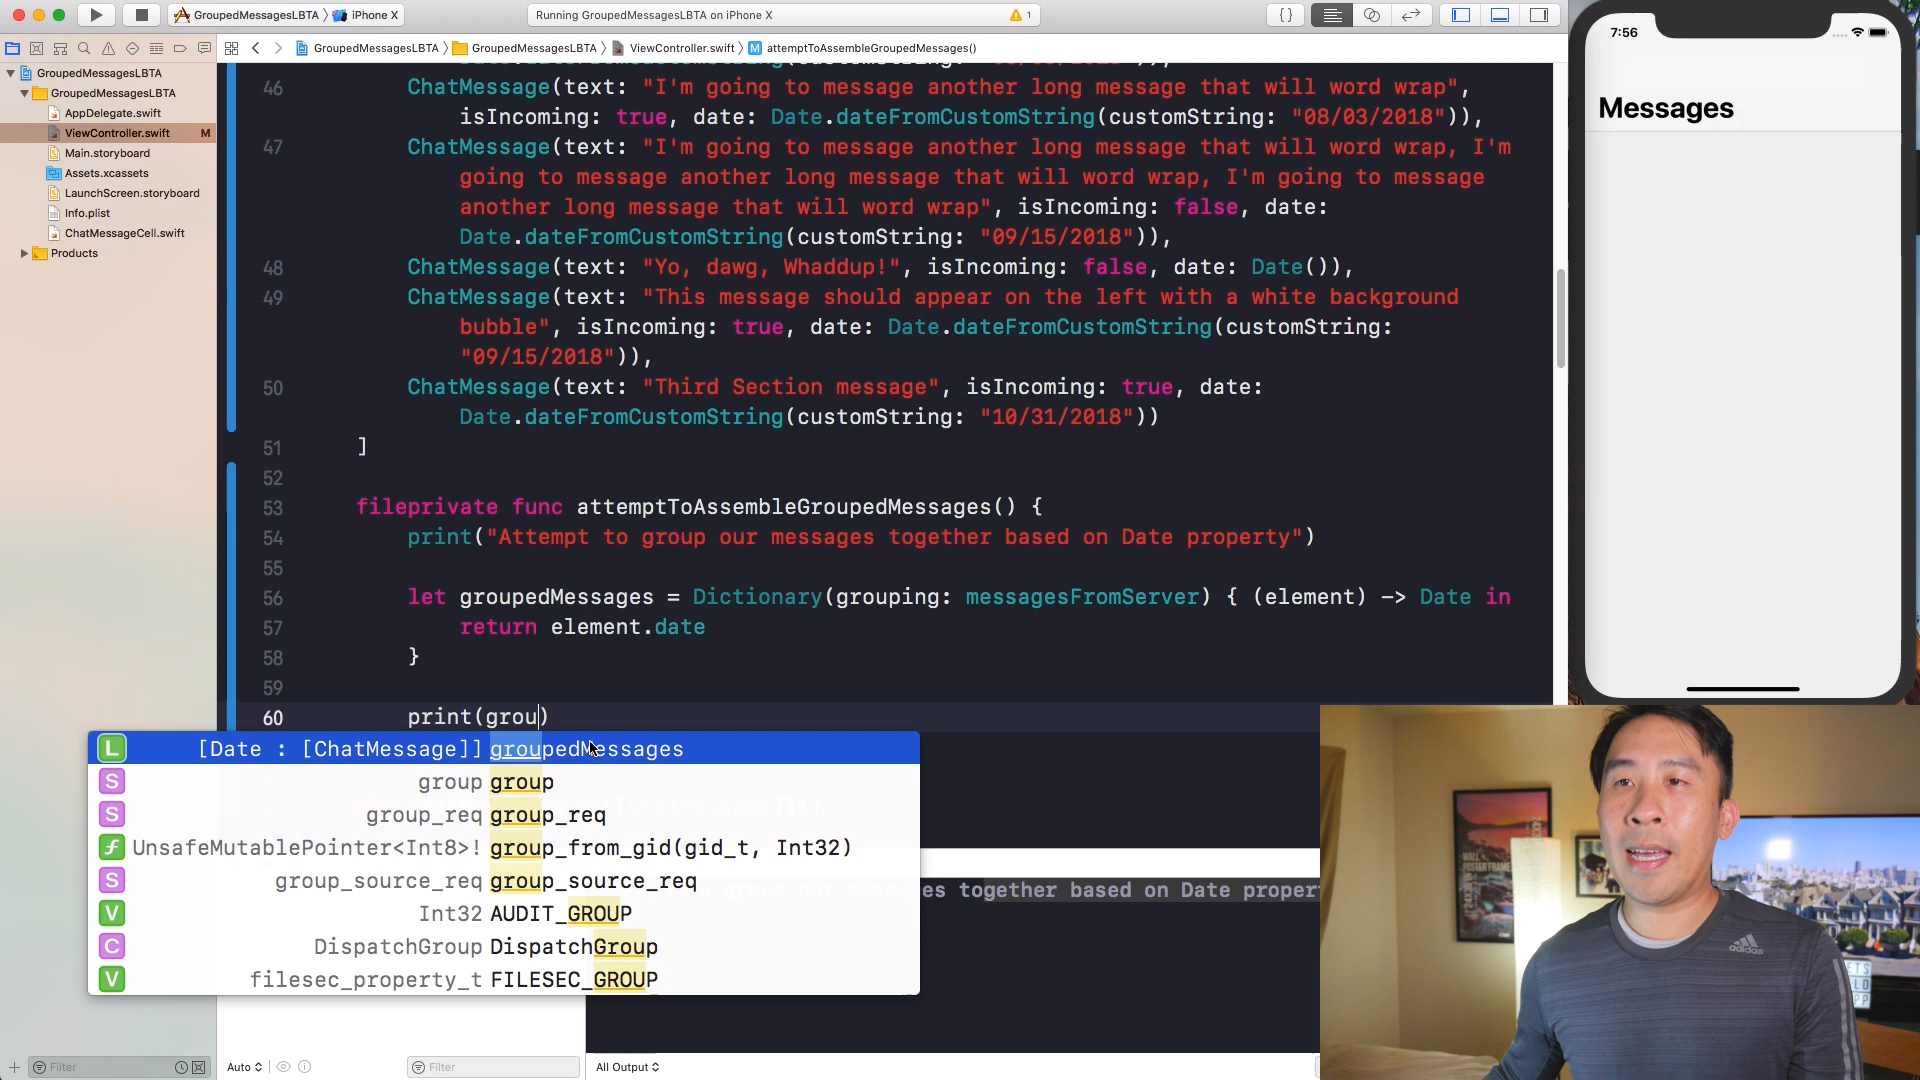 GroupedMessagesLBTA 〉 iPhone X
Running GroupedMessagesLBTA on iPhone X
1
GroupedMessagesLBTA 〉 GroupedMessagesLBTA 〉 ViewController.swift 〉 M attemptToAssembleGroupedMessages()
GroupedMessagesLBTA
GroupedMessagesLBTA
AppDelegate.swift
ViewController.swift M
Main.storyboard
Assets.xcassets
LaunchScreen.storyboard
Info.plist
ChatMessageCell.swift
Products
46 ChatMessage(text: "I'm going to message another long message that will word wrap",
isIncoming: true, date: Date.dateFromCustomString(customString: "08/03/2018")),
47 ChatMessage(text: "I'm going to message another long message that will word wrap, I'm
going to message another long message that will word wrap, I'm going to message
another long message that will word wrap", isIncoming: false, date:
Date.dateFromCustomString(customString: "09/15/2018")),
48 ChatMessage(text: "Yo, dawg, Whaddup!", isIncoming: false, date: Date()),
49 ChatMessage(text: "This message should appear on the left with a white background
bubble", isIncoming: true, date: Date.dateFromCustomString(customString:
"09/15/2018")),
50 ChatMessage(text: "Third Section message", isIncoming: true, date:
Date.dateFromCustomString(customString: "10/31/2018"))
51 ]
52
53 fileprivate func attemptToAssembleGroupedMessages() {
54 print("Attempt to group our messages together based on Date property")
55
56 let groupedMessages = Dictionary(grouping: messagesFromServer) { (element) -> Date in
57 return element.date
58 }
59
60 print(grou)
L [Date : [ChatMessage]] groupedMessages
S group group
S group_req group_req
f UnsafeMutablePointer<Int8>! group_from_gid(gid_t, Int32)
S group_source_req group_source_req
V Int32 AUDIT_GROUP
C DispatchGroup DispatchGroup
V filesec_property_t FILESEC_GROUP
together based on Date proper
Filter
Auto
Filter
All Output
7:56
Messages
adidas